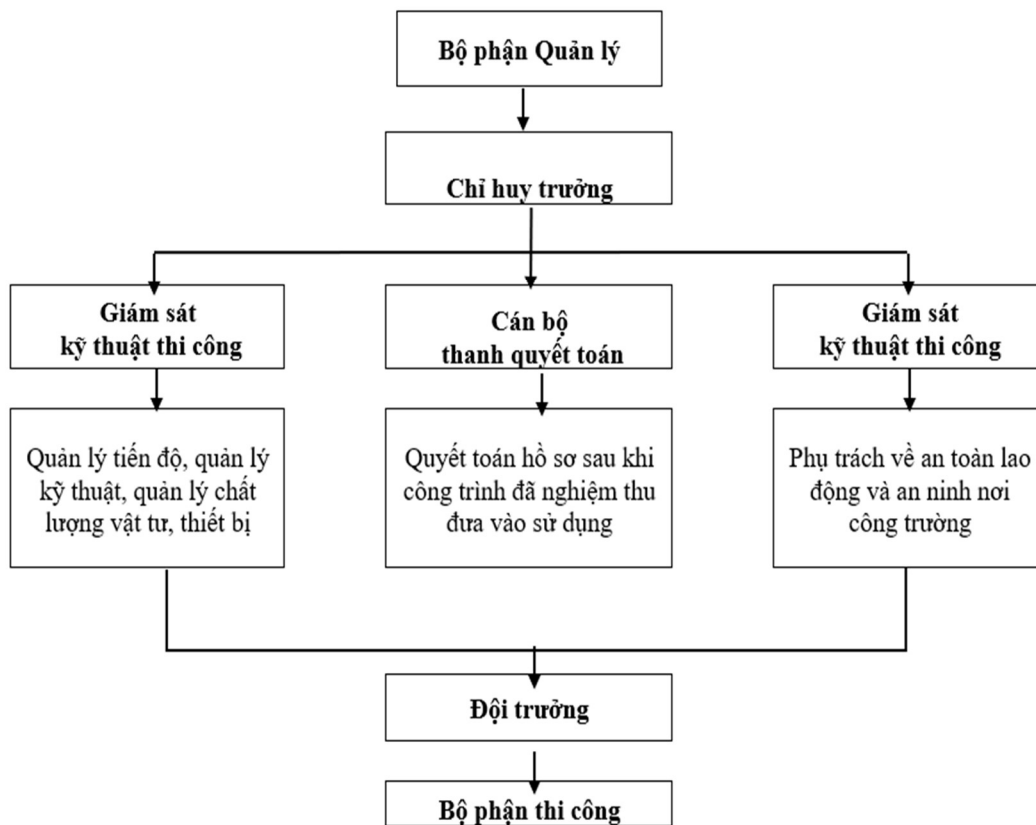 Bộ phận Quản lý
Chỉ huy trưởng
Giám sát
kỹ thuật thi công
Cán bộ
thanh quyết toán
Giám sát
kỹ thuật thi công
Quản lý tiến độ, quản lý
kỹ thuật, quản lý chất
lượng vật tư, thiết bị
Quyết toán hồ sơ sau khi
công trình đã nghiệm thu
đưa vào sử dụng
Phụ trách về an toàn lao
động và an ninh nơi
công trường
Đội trưởng
Bộ phận thi công